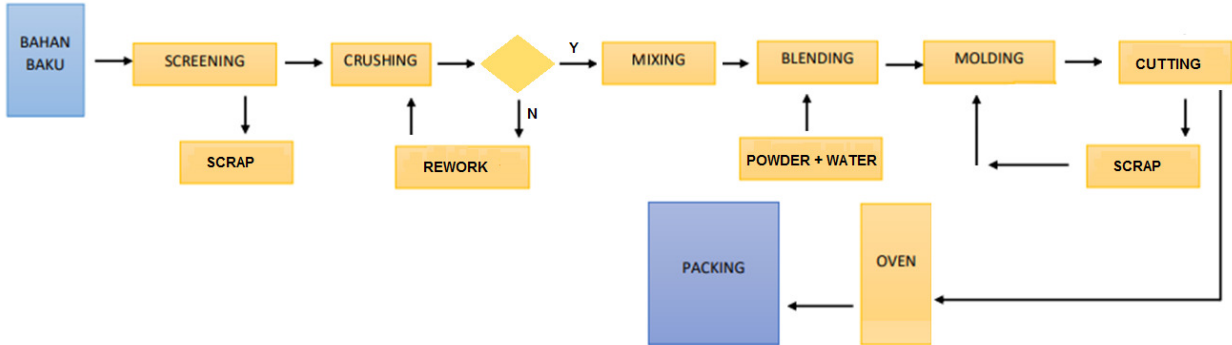 BAHAN
BAKU
SCREENING
CRUSHING
Y
MIXING
BLENDING
MOLDING
CUTTING
N
SCRAP
REWORK
POWDER + WATER
SCRAP
PACKING
OVEN